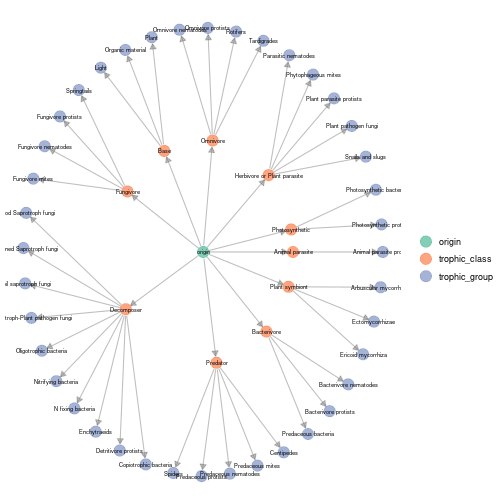 Omnivore nematodes
Omnivore protists
Rotifers
Plant
Tardigrades
Organic material
Parasitic nematodes
Light
Phytophageous mites
Springtails
Plant parasite protists
Fungivore protists
Plant pathogen fungi
Omnivore
Base
Fungivore nematodes
Snails and slugs
Herbivore or Plant parasite
Fungivore mites
Fungivore
Photosynthetic bacte
od Saprotroph fungi
Photosynthetic
Photosynthetic prot
origin
ned Saprotroph fungi
origin
Animal parasite
Animal parasite pro
trophic_class
trophic_group
d saprotroph fungi
Plant symbiont
Arbuscular mycorrh
Decomposer
troph-Plant pathogen fungi
Ectomycorrhizae
Bacterivore
Oligotrophic bacteria
Ericoid mycorrhiza
Predator
Nitrifying bacteria
Bacterivore nematodes
N fixing bacteria
Bacterivore protists
Enchytraeids
Predaceous bacteria
Detritivore protists
Centipedes
Copiotrophic bacteria
Predaceous mites
Spiders
Predaceous protists
Predaceous nematodes